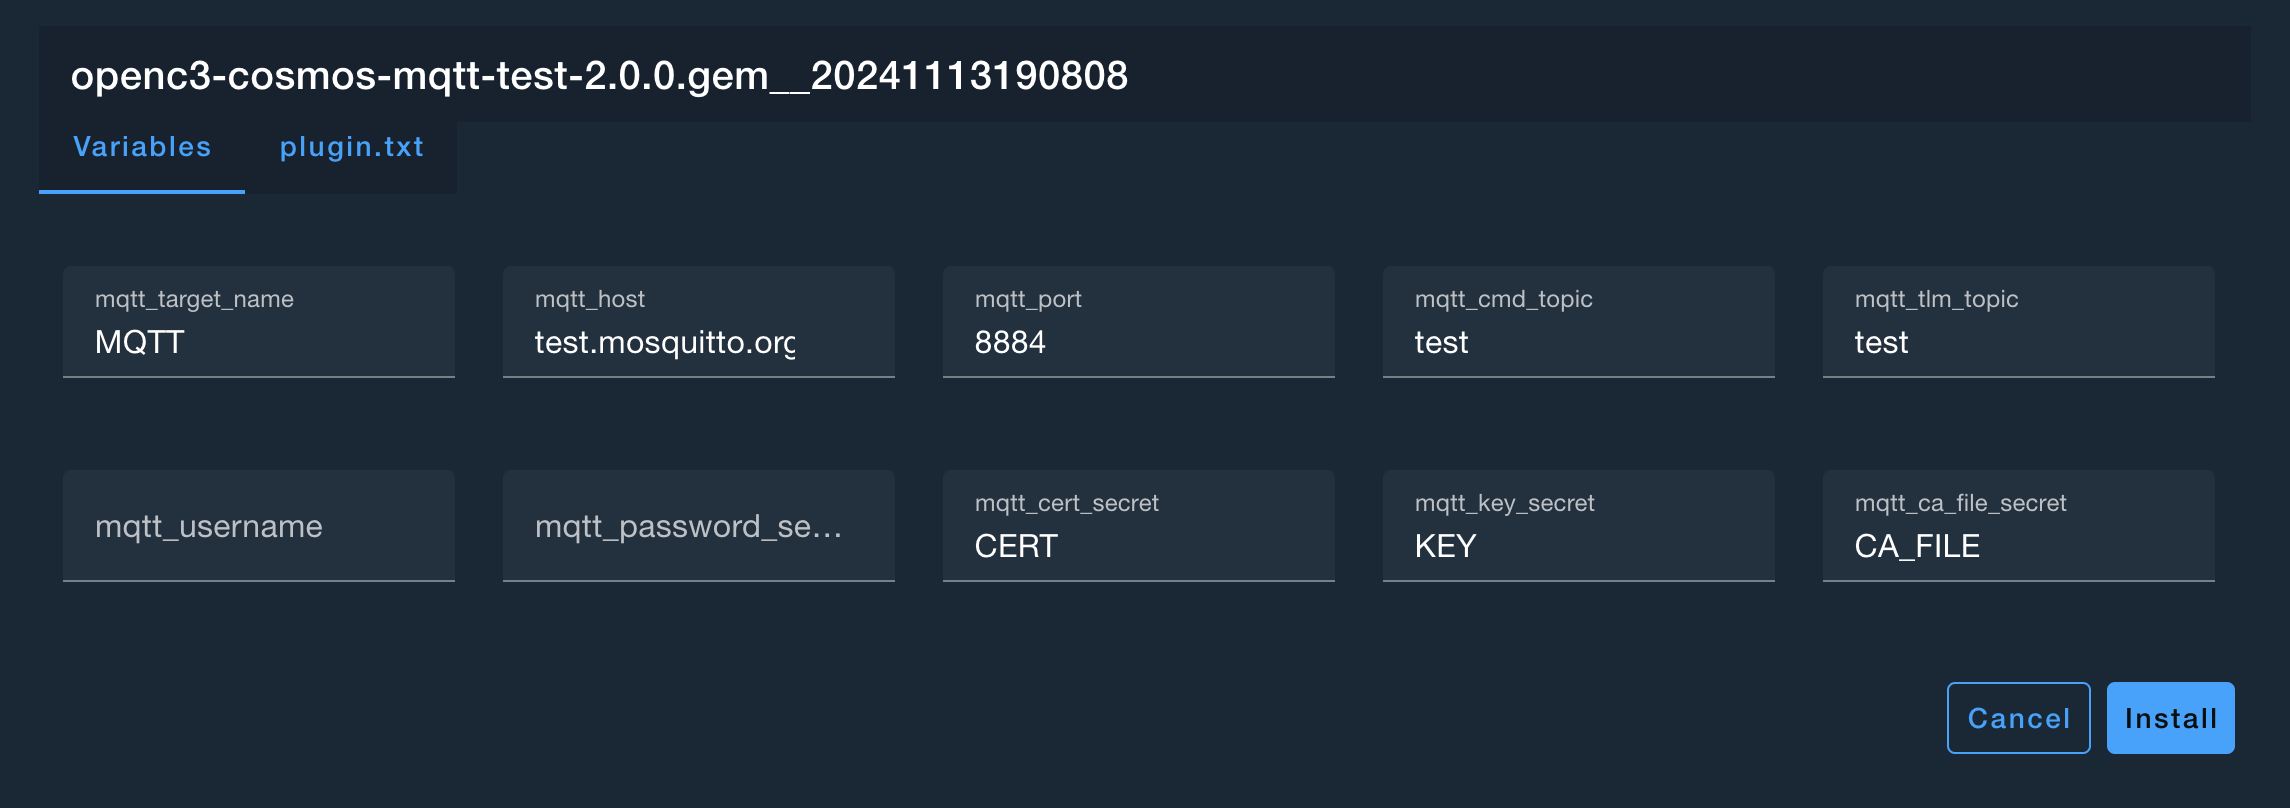 openc3-cosmos-mqtt-test-2.0.0.gem__20241113190808
Variables plugin.txt
mqtt_target_name mqtt_host mqtt_port mqtt_cmd_topic mqtt_tlm_topic
MQTT test.mosquitto.org 8884 test test
mqtt_username mqtt_password_se... mqtt_cert_secret mqtt_key_secret mqtt_ca_file_secret
CERT KEY CA_FILE
Cancel Install